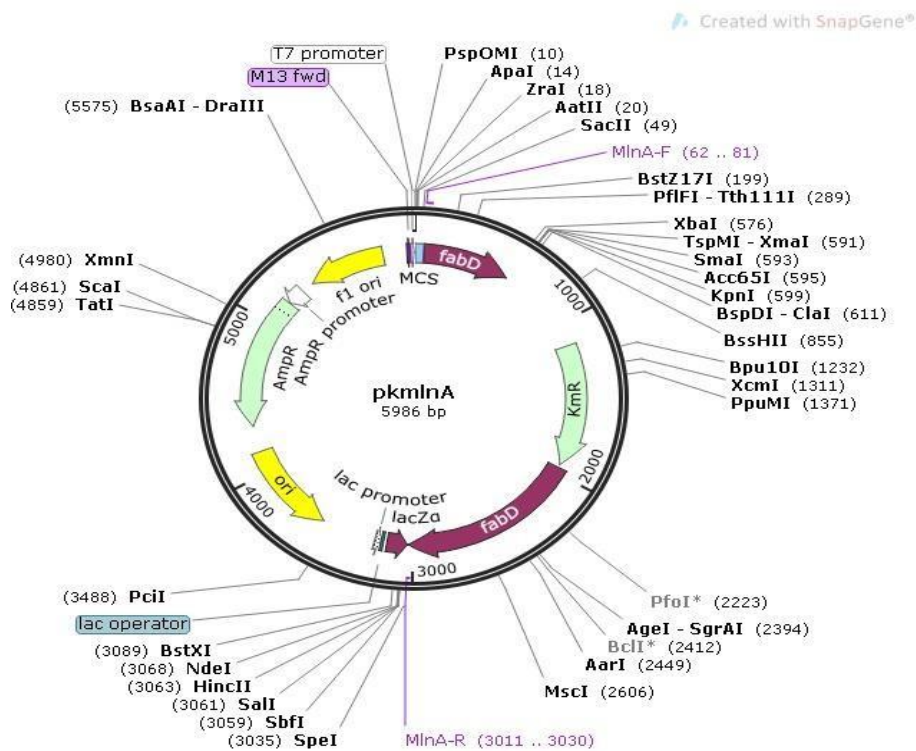 Created with SnapGene®
T7 promoter
M13 fwd
(5575) BsaAI - DraIII
PspOMI (10)
ApaI (14)
ZraI (18)
AatII (20)
SacII (49)
MlnA-F (62 .. 81)
BstZ17I (199)
PflFI - Tth111I (289)
XbaI (576)
TspMI - XmaI (591)
SmaI (593)
Acc65I (595)
KpnI (599)
BspDI - ClaI (611)
BssHII (855)
Bpu10I (1232)
XcmI (1311)
PpuMI (1371)
(4980) XmnI
(4861) ScaI
(4859) TatI
MCS
fabD
f1 ori
AmpR promoter
AmpR
1000
5000
pkmlnA
5986 bp
KmR
2000
ori
4000
lac promoter
lacZα
fabD
3000
PfoI* (2223)
AgeI - SgrAI (2394)
BclI* (2412)
AarI (2449)
MscI (2606)
(3488) PciI
lac operator
(3089) BstXI
(3068) NdeI
(3063) HincII
(3061) SalI
(3059) SbfI
(3035) SpeI
MlnA-R (3011 .. 3030)